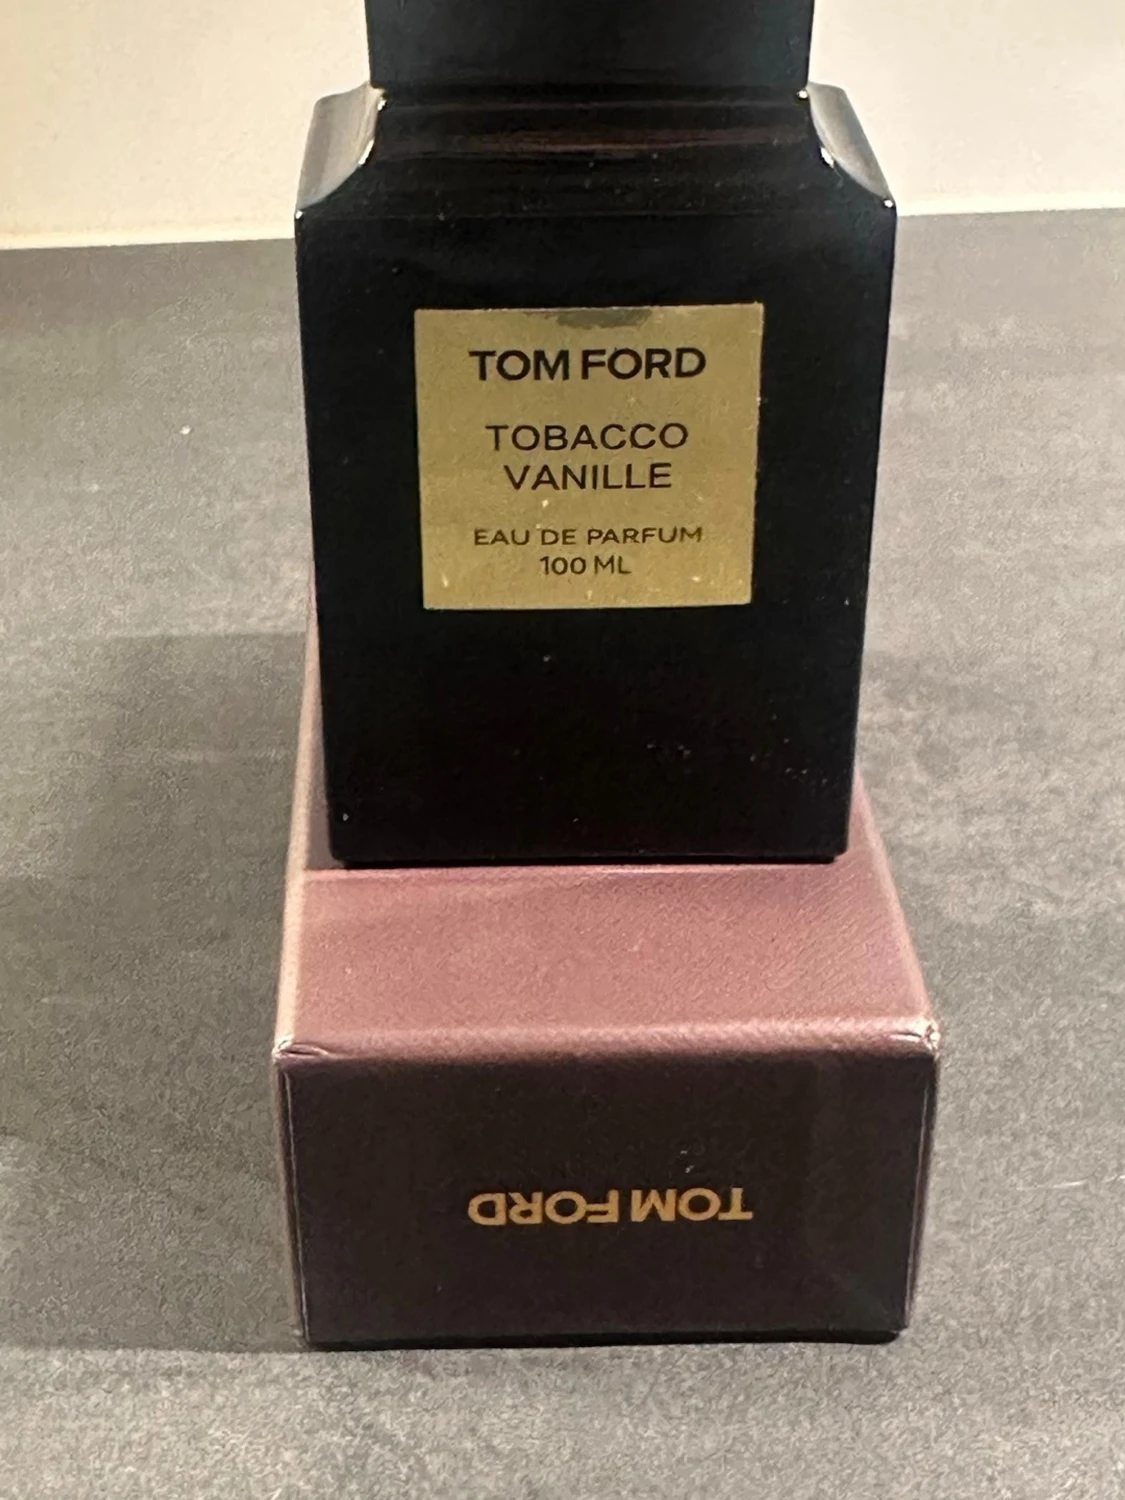 TOM FORD
TOBACCO
VANILLE
EAU DE PARFUM
100 ML
TOM FORD